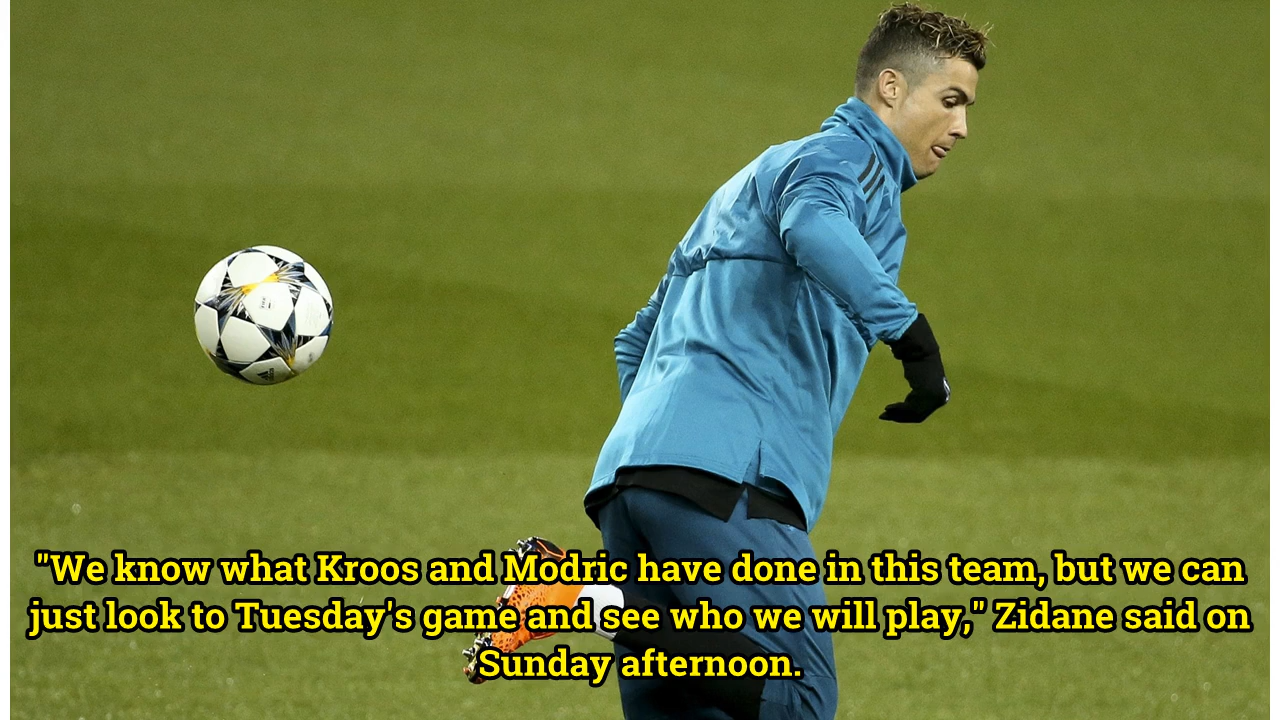 "We know what Kroos and Modric have done in this team, but we can
just look to Tuesday's game and see who we will play," Zidane said on
Sunday afternoon.